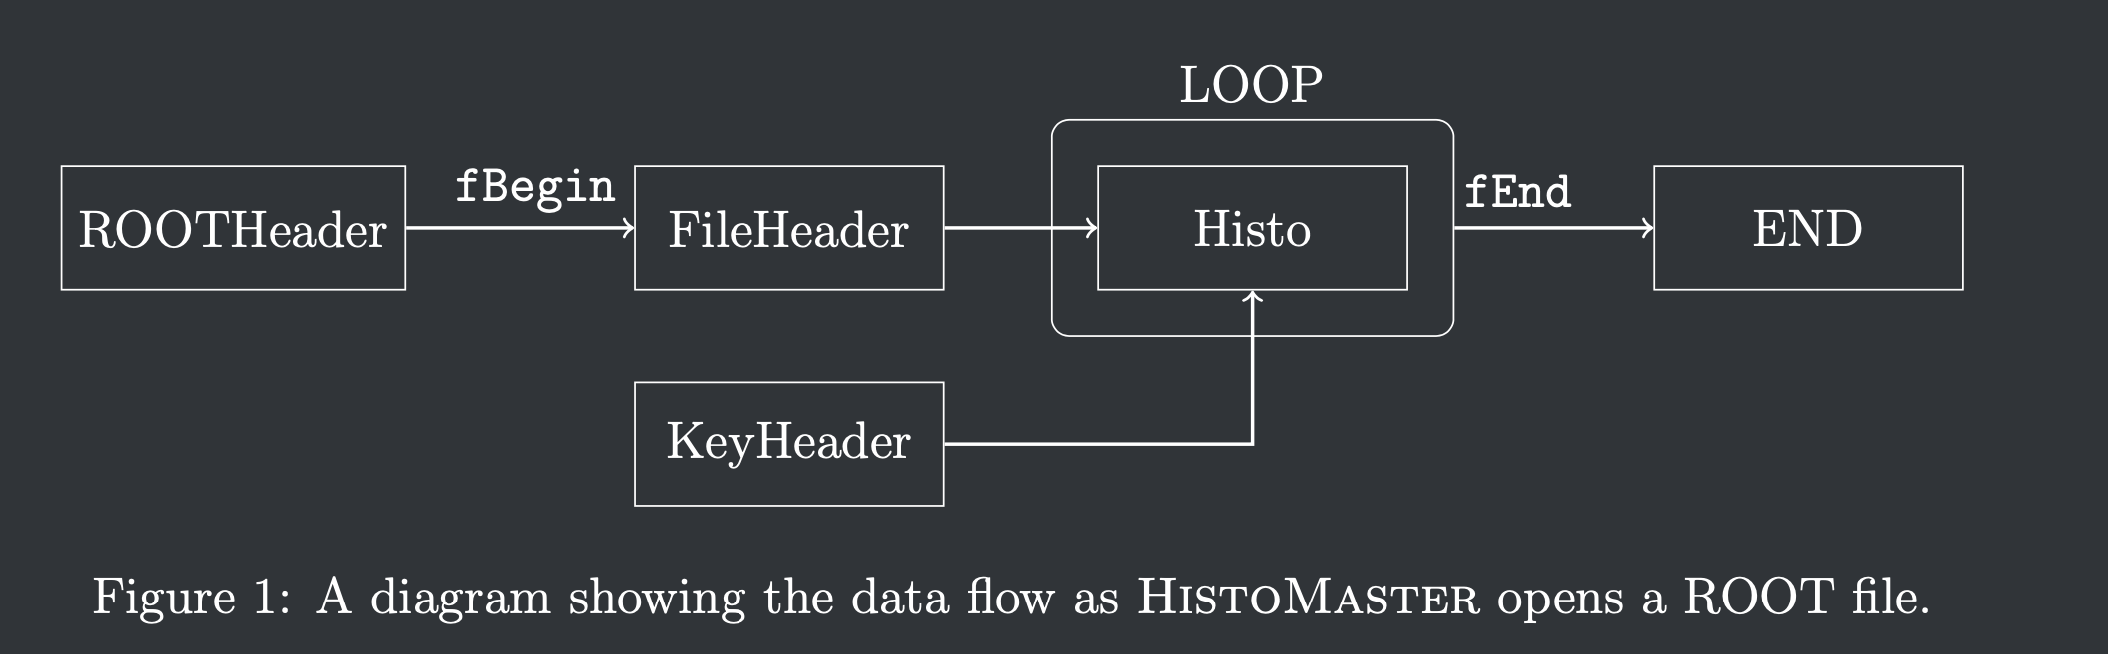 LOOP
fBegin
fEnd
ROOTHeader
FileHeader
Histo
END
KeyHeader
Figure 1: A diagram showing the data flow as HISTOMASTER opens a ROOT file.